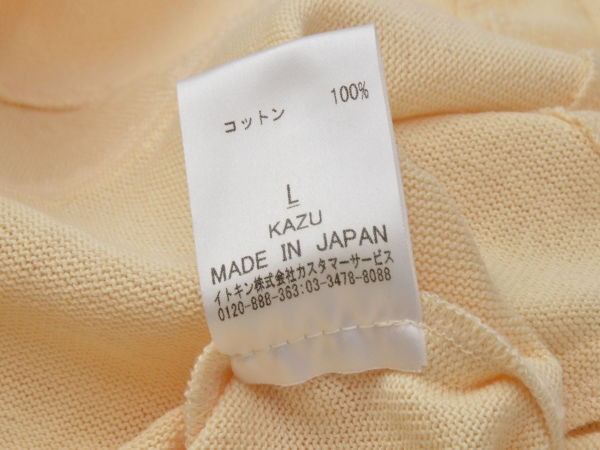 コットン 100%
L
KAZU
MADE IN JAPAN
イトキン株式会社カスタマーサービス
0120-888-363:03-3478-8088